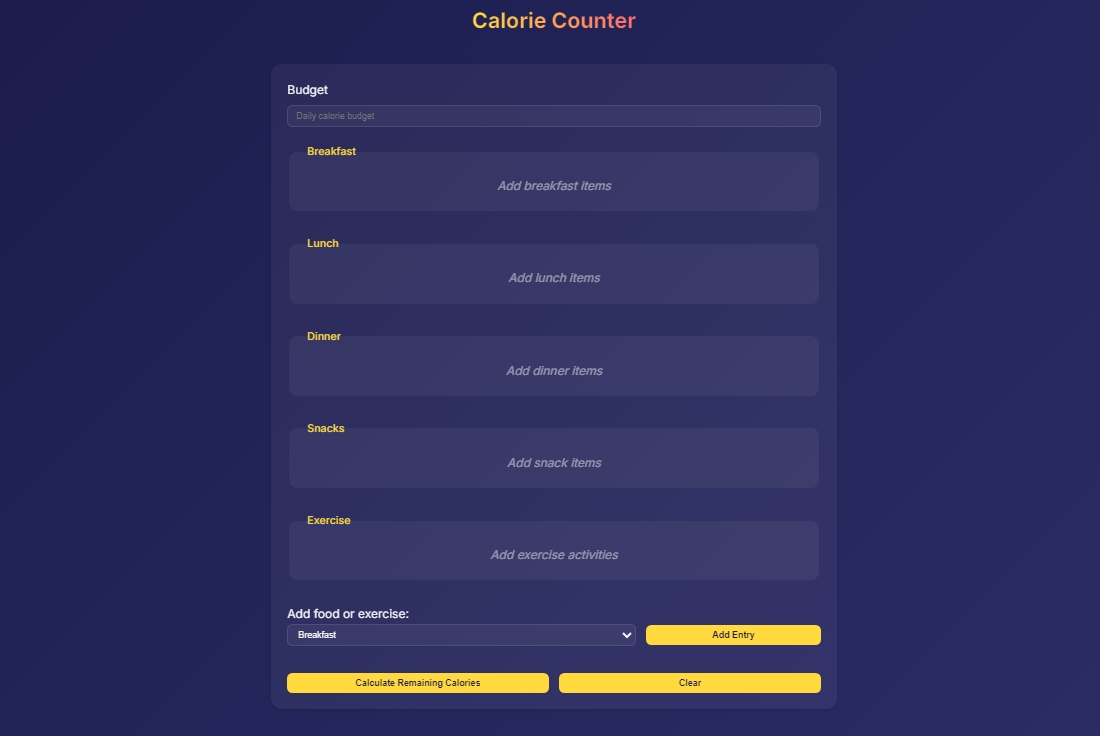 Calorie Counter
Budget
Daily calorie budget
Breakfast
Add breakfast items
Lunch
Add lunch items
Dinner
Add dinner items
Snacks
Add snack items
Exercise
Add exercise activities
Add food or exercise:
Breakfast
Add Entry
Calculate Remaining Calories
Clear